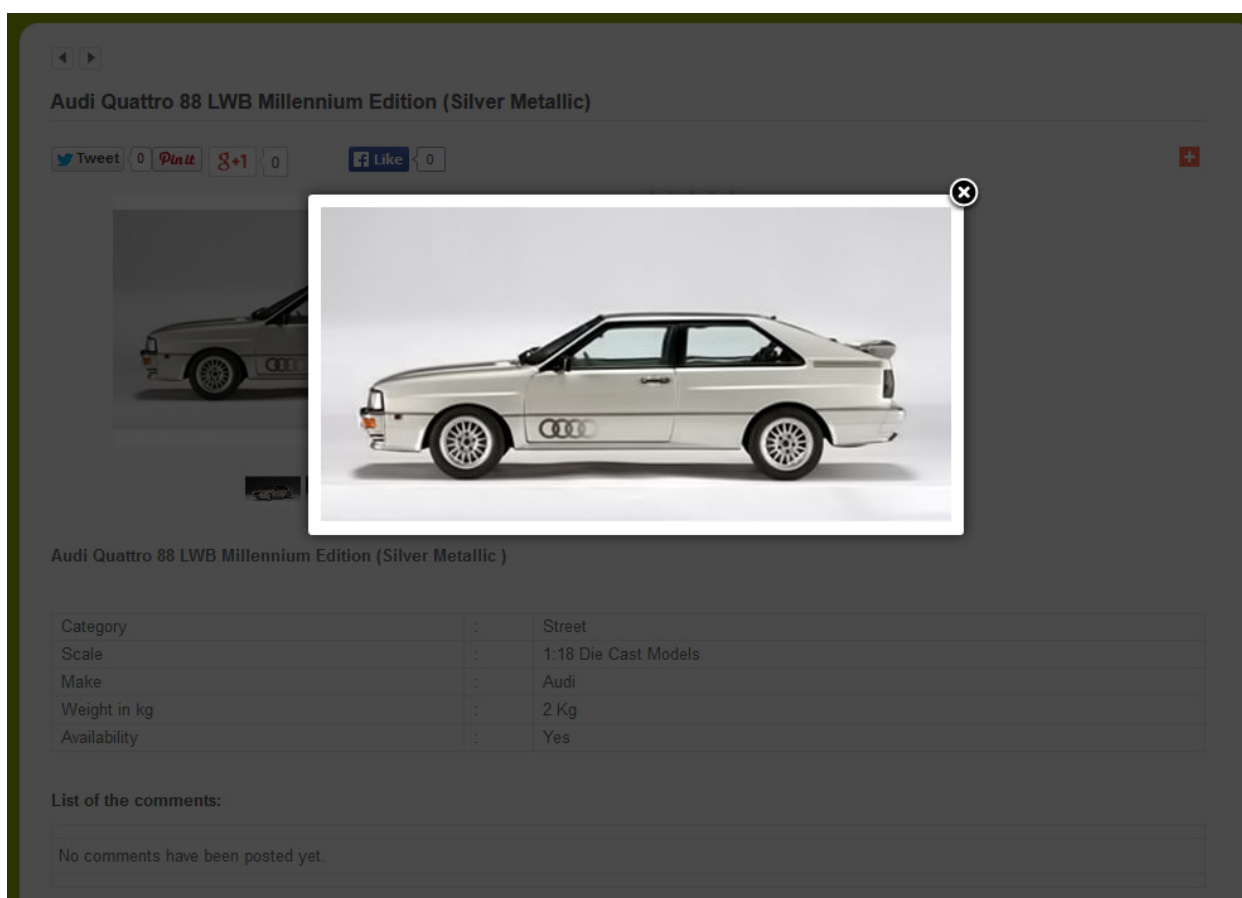 Audi Quattro 88 LWB Millennium Edition (Silver Metallic)
Tweet 0 Pin it g+1 0 Like 0
Audi Quattro 88 LWB Millennium Edition (Silver Metallic )
Category : Street
Scale : 1:18 Die Cast Models
Make : Audi
Weight in kg : 2 Kg
Availability : Yes
List of the comments:
No comments have been posted yet.